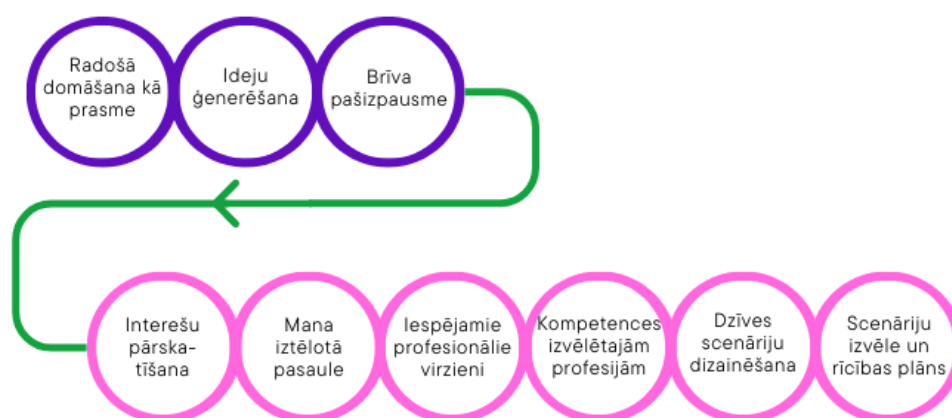 Radošā
domāšana kā
prasme
Ideju
ģenerēšana
Brīva
pašizpausme
Interešu
pārska-
tīšana
Mana
iztēlotā
pasaule
Iespējamie
profesionālie
virzieni
Kompetences
izvēlētajām
profesijām
Dzīves
scenāriju
dizainēšana
Scenāriju
izvēle un
rīcības plāns